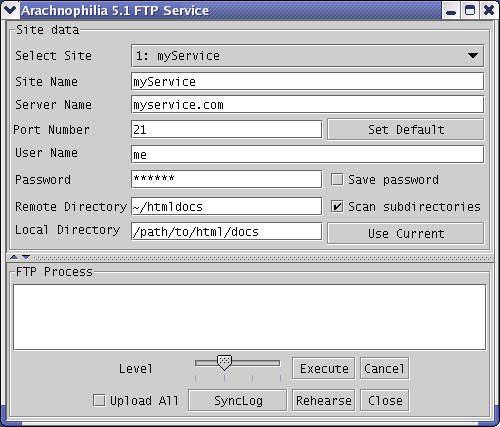 Arachnophilia 5.1 FTP Service
Site data
Select Site 1: myService
Site Name myService
Server Name myservice.com
Port Number 21 Set Default
User Name me
Password ****** Save password
Remote Directory ~/htmldocs Scan subdirectories
Local Directory /path/to/html/docs Use Current
FTP Process
Level Execute Cancel
Upload All SyncLog Rehearse Close